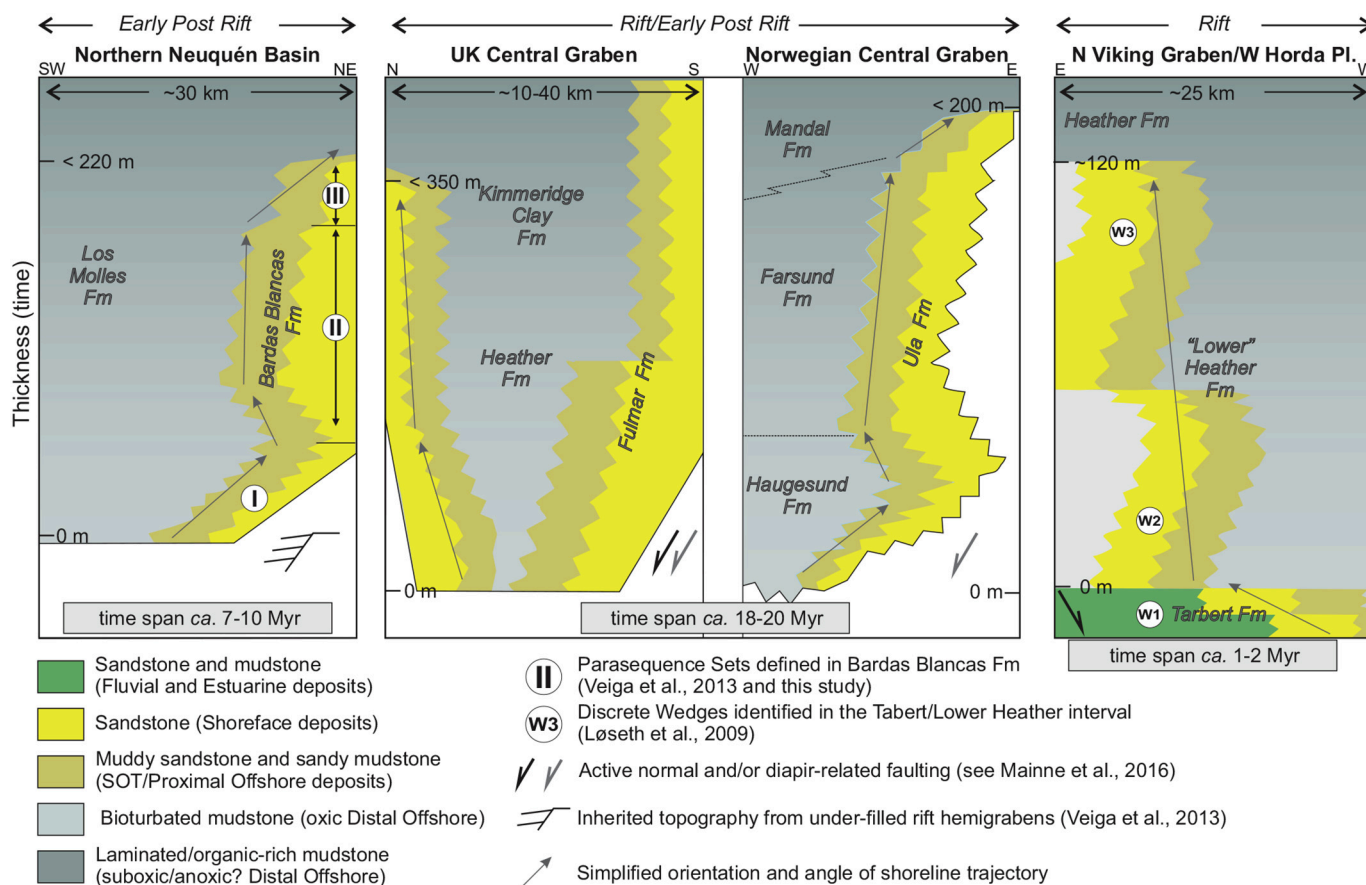 Early Post Rift
Rift/Early Post Rift
Rift
Northern Neuquén Basin
UK Central Graben
Norwegian Central Graben
N Viking Graben/W Horda Pl.
SW
NE
N
S
W
E
E
W
~30 km
~10-40 km
< 200 m
~25 km
Thickness (time)
< 220 m
III
Los
Molles
Fm
Bardas Blancas
Fm
II
I
0 m
time span ca. 7-10 Myr
< 350 m
Kimmeridge
Clay
Fm
Heather
Fm
Fulmar Fm
0 m
time span ca. 18-20 Myr
Mandal
Fm
Farsund
Fm
Ula Fm
Haugesund
Fm
0 m
Heather Fm
~120 m
W3
"Lower"
Heather
Fm
W2
0 m
W1
Tarbert Fm
time span ca. 1-2 Myr
Sandstone and mudstone
(Fluvial and Estuarine deposits)
Sandstone (Shoreface deposits)
Muddy sandstone and sandy mudstone
(SOT/Proximal Offshore deposits)
Bioturbated mudstone (oxic Distal Offshore)
Laminated/organic-rich mudstone
(suboxic/anoxic? Distal Offshore)
II
Parasequence Sets defined in Bardas Blancas Fm
(Veiga et al., 2013 and this study)
W3
Discrete Wedges identified in the Tabert/Lower Heather interval
(Løseth et al., 2009)
Active normal and/or diapir-related faulting (see Mainne et al., 2016)
Inherited topography from under-filled rift hemigrabens (Veiga et al., 2013)
Simplified orientation and angle of shoreline trajectory